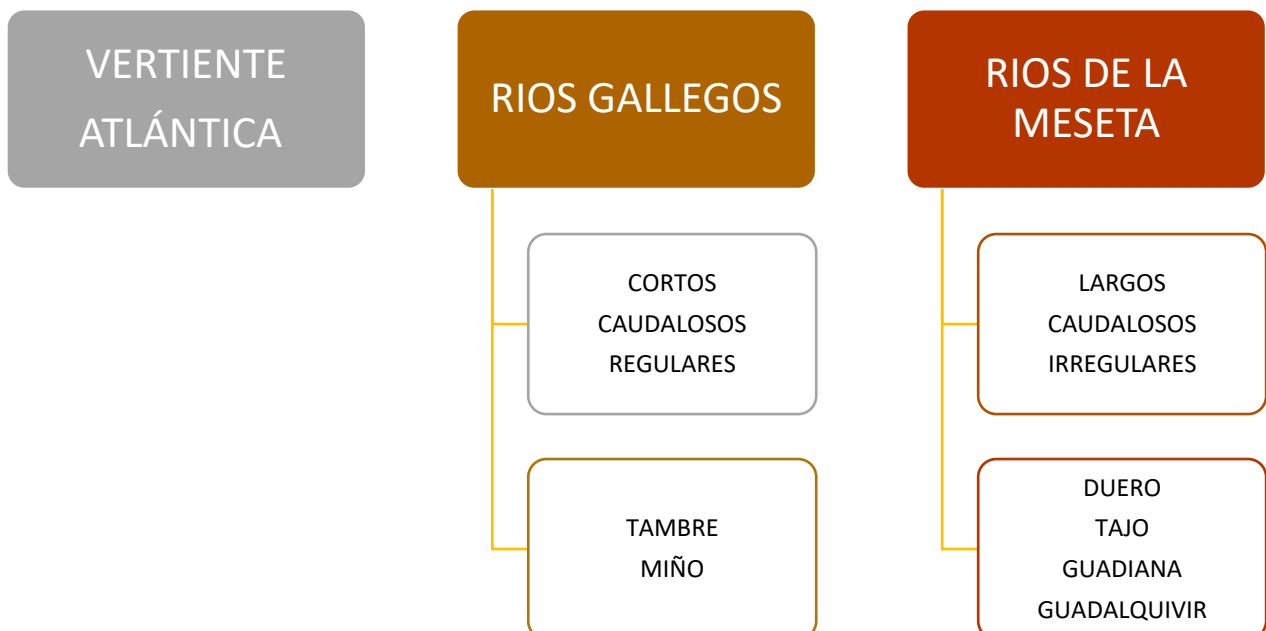 VERTIENTE
ATLÁNTICA
RIOS GALLEGOS
CORTOS
CAUDALOSOS
REGULARES
TAMBRE
MIÑO
RIOS DE LA
MESETA
LARGOS
CAUDALOSOS
IRREGULARES
DUERO
TAJO
GUADIANA
GUADALQUIVIR